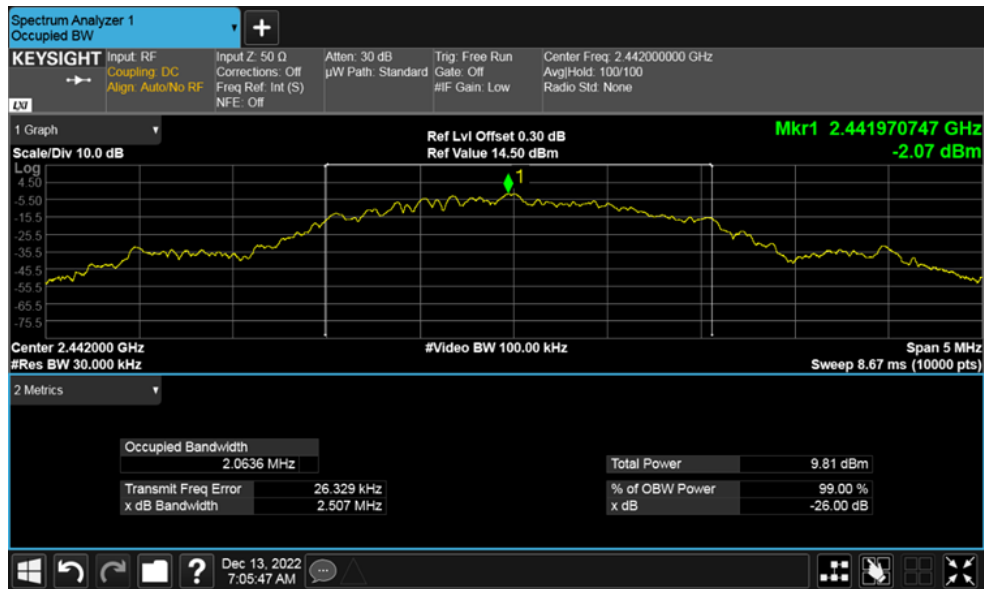 Spectrum Analyzer 1
Occupied BW
+
KEYSIGHT
LXI
Input: RF
Coupling: DC
Align: Auto/No RF
Input Z: 50 Ω
Corrections: Off
Freq Ref: Int (S)
NFE: Off
Atten: 30 dB
µW Path: Standard
Trig: Free Run
Gate: Off
#IF Gain: Low
Center Freq: 2.442000000 GHz
Avg|Hold: 100/100
Radio Std: None
1 Graph
Scale/Div 10.0 dB
Ref Lvl Offset 0.30 dB
Ref Value 14.50 dBm
Mkr1 2.441970747 GHz
-2.07 dBm
Log
4.50
-5.50
-15.5
-25.5
-35.5
-45.5
-55.5
-65.5
-75.5
1
Center 2.442000 GHz
#Res BW 30.000 kHz
#Video BW 100.00 kHz
Span 5 MHz
Sweep 8.67 ms (10000 pts)
2 Metrics
Occupied Bandwidth
2.0636 MHz
Transmit Freq Error 26.329 kHz
x dB Bandwidth 2.507 MHz
Total Power 9.81 dBm
% of OBW Power 99.00 %
x dB -26.00 dB
?
Dec 13, 2022
7:05:47 AM